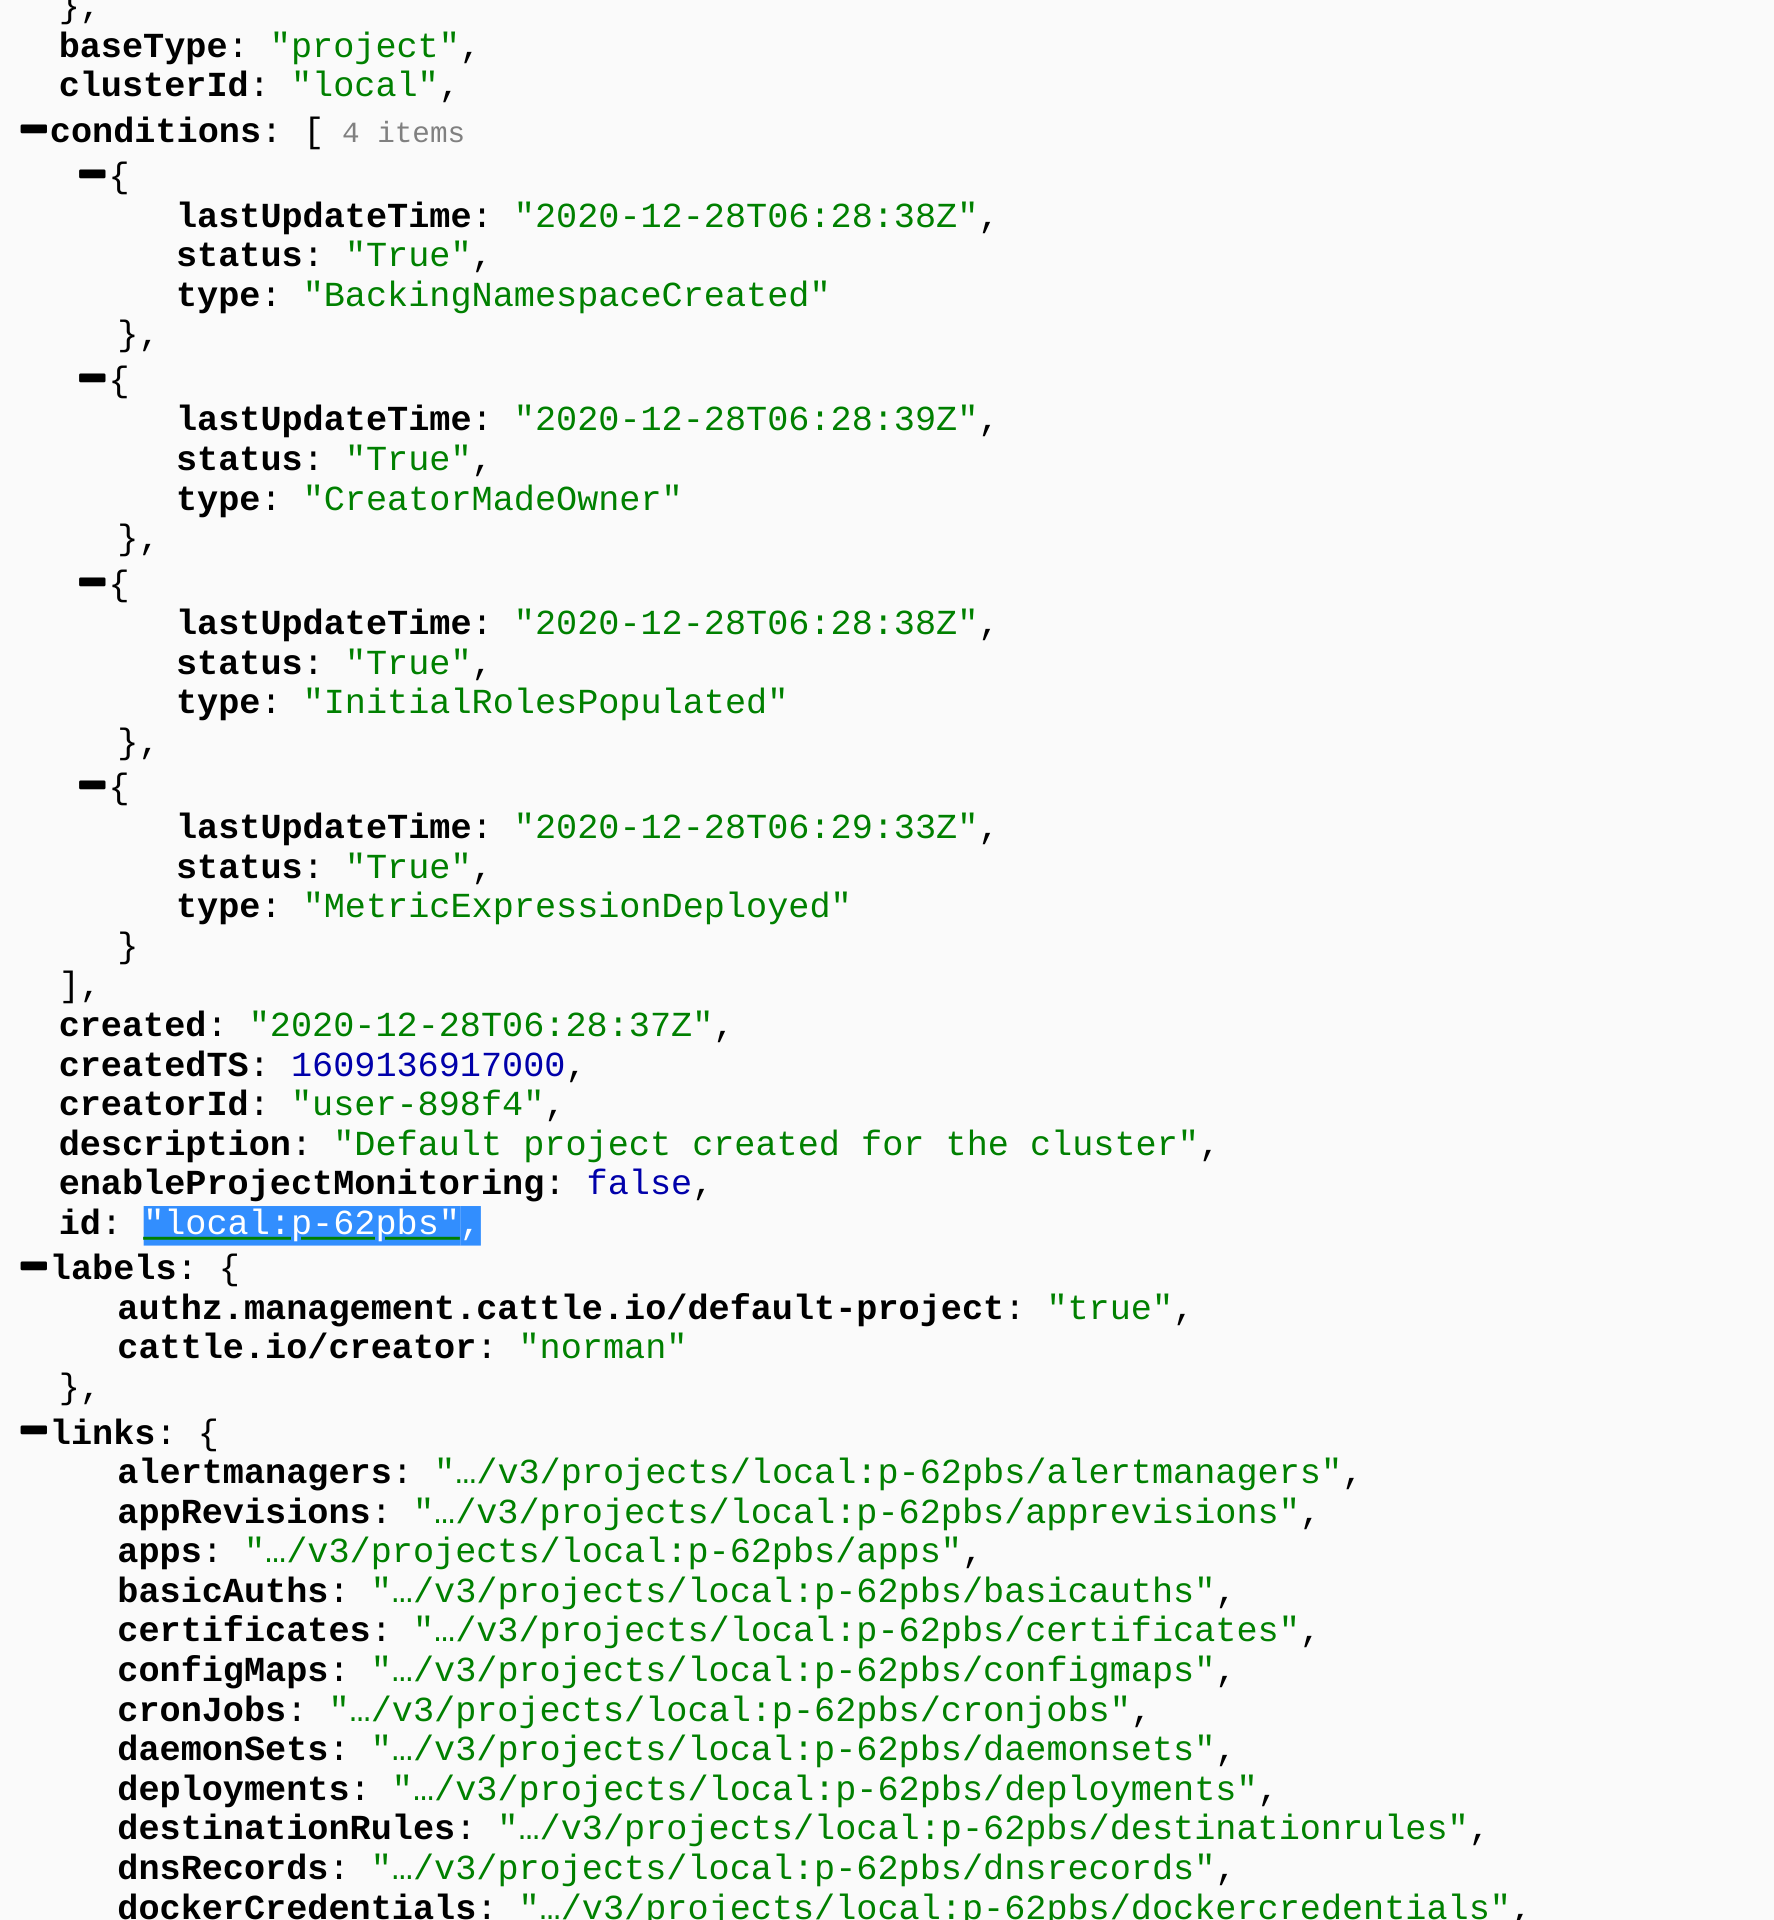 },
baseType: "project",
clusterId: "local",
conditions: [ 4 items
{
lastUpdateTime: "2020-12-28T06:28:38Z",
status: "True",
type: "BackingNamespaceCreated"
},
{
lastUpdateTime: "2020-12-28T06:28:39Z",
status: "True",
type: "CreatorMadeOwner"
},
{
lastUpdateTime: "2020-12-28T06:28:38Z",
status: "True",
type: "InitialRolesPopulated"
},
{
lastUpdateTime: "2020-12-28T06:29:33Z",
status: "True",
type: "MetricExpressionDeployed"
}
],
created: "2020-12-28T06:28:37Z",
createdTS: 1609136917000,
creatorId: "user-898f4",
description: "Default project created for the cluster",
enableProjectMonitoring: false,
id: "local:p-62pbs",
labels: {
authz.management.cattle.io/default-project: "true",
cattle.io/creator: "norman"
},
links: {
alertmanagers: "…/v3/projects/local:p-62pbs/alertmanagers",
appRevisions: "…/v3/projects/local:p-62pbs/apprevisions",
apps: "…/v3/projects/local:p-62pbs/apps",
basicAuths: "…/v3/projects/local:p-62pbs/basicauths",
certificates: "…/v3/projects/local:p-62pbs/certificates",
configMaps: "…/v3/projects/local:p-62pbs/configmaps",
cronJobs: "…/v3/projects/local:p-62pbs/cronjobs",
daemonSets: "…/v3/projects/local:p-62pbs/daemonsets",
deployments: "…/v3/projects/local:p-62pbs/deployments",
destinationRules: "…/v3/projects/local:p-62pbs/destinationrules",
dnsRecords: "…/v3/projects/local:p-62pbs/dnsrecords",
dockerCredentials: "…/v3/projects/local:p-62pbs/dockercredentials",